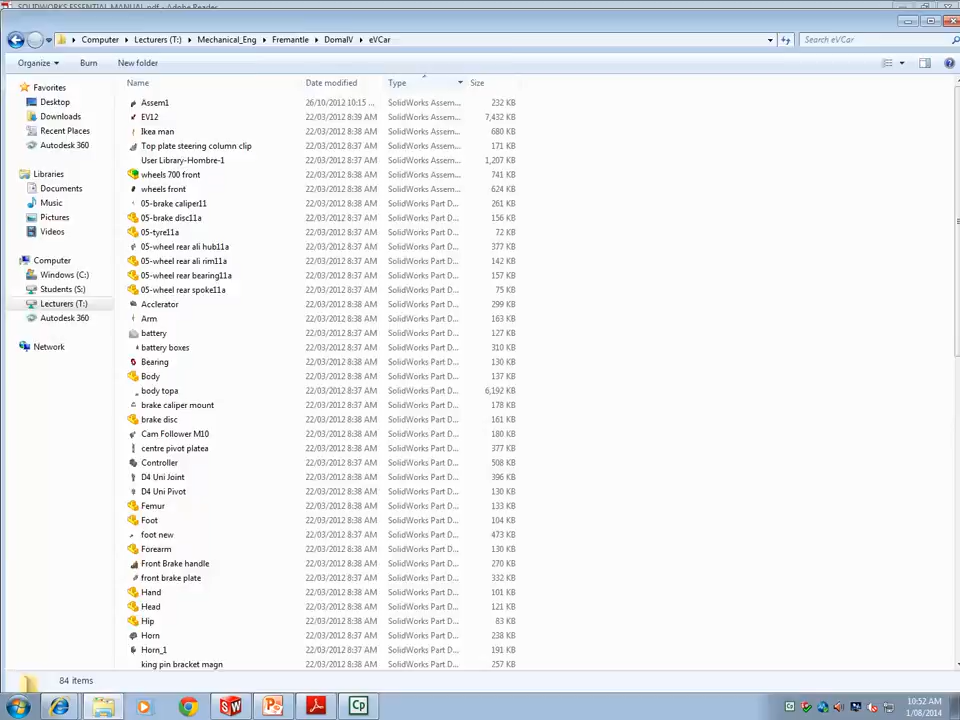 SOLIDWORKS ESSENTIAL MANUAL.pdf - Adobe Reader
Computer Lecturers (T:) Mechanical_Eng Fremantle DomaIV eVCar
Search eVCar
Organize Burn New folder
Name Date modified Type Size
Favorites
Desktop
Downloads
Recent Places
Autodesk 360
Libraries
Documents
Music
Pictures
Videos
Computer
Windows (C:)
Students (S:)
Lecturers (T:)
Autodesk 360
Network
Assem1 26/10/2012 10:15 ... SolidWorks Assem... 232 KB
EV12 22/03/2012 8:39 AM SolidWorks Assem... 7,432 KB
Ikea man 22/03/2012 8:38 AM SolidWorks Assem... 680 KB
Top plate steering column clip 22/03/2012 8:37 AM SolidWorks Assem... 171 KB
User Library-Hombre-1 22/03/2012 8:37 AM SolidWorks Assem... 1,207 KB
wheels 700 front 22/03/2012 8:38 AM SolidWorks Assem... 741 KB
wheels front 22/03/2012 8:38 AM SolidWorks Assem... 624 KB
05-brake caliper11 22/03/2012 8:38 AM SolidWorks Part D... 261 KB
05-brake disc11a 22/03/2012 8:37 AM SolidWorks Part D... 156 KB
05-tyre11a 22/03/2012 8:37 AM SolidWorks Part D... 72 KB
05-wheel rear ali hub11a 22/03/2012 8:37 AM SolidWorks Part D... 377 KB
05-wheel rear ali rim11a 22/03/2012 8:38 AM SolidWorks Part D... 142 KB
05-wheel rear bearing11a 22/03/2012 8:37 AM SolidWorks Part D... 157 KB
05-wheel rear spoke11a 22/03/2012 8:38 AM SolidWorks Part D... 75 KB
Acclerator 22/03/2012 8:37 AM SolidWorks Part D... 299 KB
Arm 22/03/2012 8:38 AM SolidWorks Part D... 163 KB
battery 22/03/2012 8:37 AM SolidWorks Part D... 127 KB
battery boxes 22/03/2012 8:37 AM SolidWorks Part D... 310 KB
Bearing 22/03/2012 8:38 AM SolidWorks Part D... 130 KB
Body 22/03/2012 8:38 AM SolidWorks Part D... 137 KB
body topa 22/03/2012 8:37 AM SolidWorks Part D... 6,192 KB
brake caliper mount 22/03/2012 8:37 AM SolidWorks Part D... 178 KB
brake disc 22/03/2012 8:38 AM SolidWorks Part D... 161 KB
Cam Follower M10 22/03/2012 8:38 AM SolidWorks Part D... 180 KB
centre pivot platea 22/03/2012 8:38 AM SolidWorks Part D... 377 KB
Controller 22/03/2012 8:37 AM SolidWorks Part D... 508 KB
D4 Uni Joint 22/03/2012 8:38 AM SolidWorks Part D... 396 KB
D4 Uni Pivot 22/03/2012 8:38 AM SolidWorks Part D... 130 KB
Femur 22/03/2012 8:38 AM SolidWorks Part D... 133 KB
Foot 22/03/2012 8:38 AM SolidWorks Part D... 104 KB
foot new 22/03/2012 8:37 AM SolidWorks Part D... 473 KB
Forearm 22/03/2012 8:38 AM SolidWorks Part D... 130 KB
Front Brake handle 22/03/2012 8:38 AM SolidWorks Part D... 270 KB
front brake plate 22/03/2012 8:37 AM SolidWorks Part D... 332 KB
Hand 22/03/2012 8:38 AM SolidWorks Part D... 101 KB
Head 22/03/2012 8:38 AM SolidWorks Part D... 121 KB
Hip 22/03/2012 8:38 AM SolidWorks Part D... 83 KB
Horn 22/03/2012 8:37 AM SolidWorks Part D... 238 KB
Horn_1 22/03/2012 8:37 AM SolidWorks Part D... 191 KB
king pin bracket magn 22/03/2012 8:37 AM SolidWorks Part D... 257 KB
84 items
10:52 AM
1/08/2014